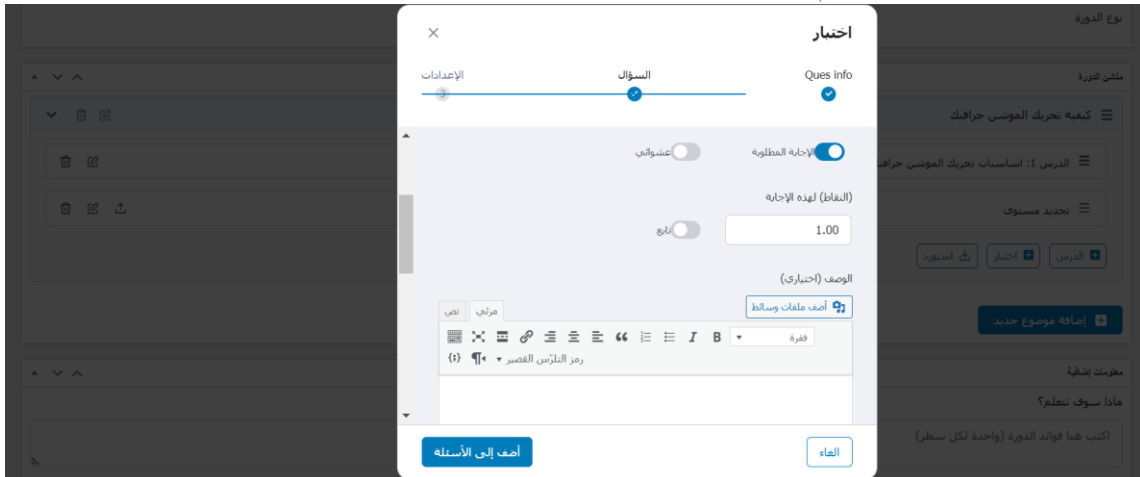 نوع الدورة
اختبار
Ques info
السؤال
الإعدادات
3
منشئ الدورة
كيفية تحريك الموشن جرافيك
الإجابة المطلوبة
عشوائي
الدرس 1: اساسيات تحريك الموشن
(النقاط) لهذه الإجابه
تحديد مستوى
1.00
تابع
الدرس
اختبار
استورد
الوصف (اختياري)
أضف ملفات وسائط
مرئي
نص
إضافة موضوع جديد
فقرة
B I
رمز التلرّس القصير
معلومات إضافية
ماذا سوف تتعلم؟
اكتب هنا فوائد الدورة (واحدة لكل سطر)
الغاء
أضف إلى الأسئلة